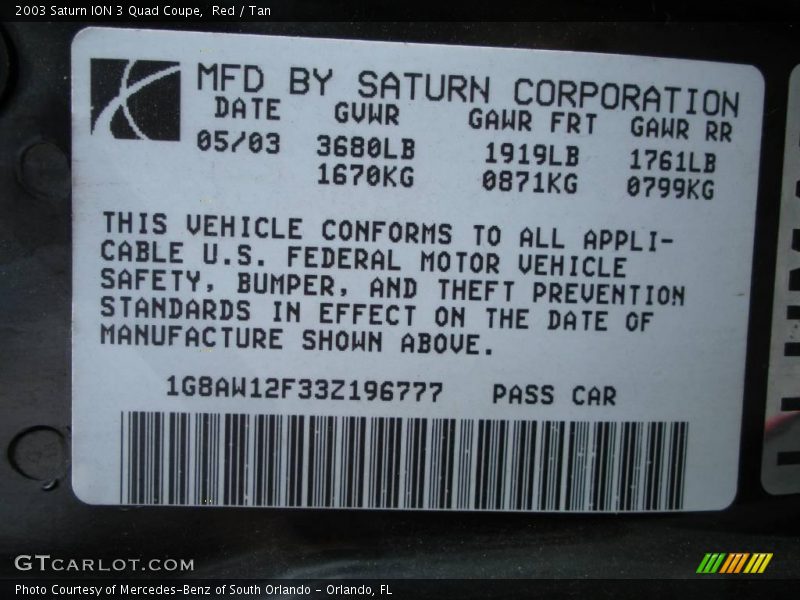 2003 Saturn ION 3 Quad Coupe,  Red / Tan
MFD BY SATURN CORPORATION
DATE GVWR GAWR FRT GAWR RR
05/03 3680LB 1919LB 1761LB
1670KG 0871KG 0799KG
THIS VEHICLE CONFORMS TO ALL APPLI-
CABLE U.S. FEDERAL MOTOR VEHICLE
SAFETY, BUMPER, AND THEFT PREVENTION
STANDARDS IN EFFECT ON THE DATE OF
MANUFACTURE SHOWN ABOVE.
1G8AW12F33Z196777 PASS CAR
GTCARLOT.COM
Photo Courtesy of Mercedes-Benz of South Orlando - Orlando, FL